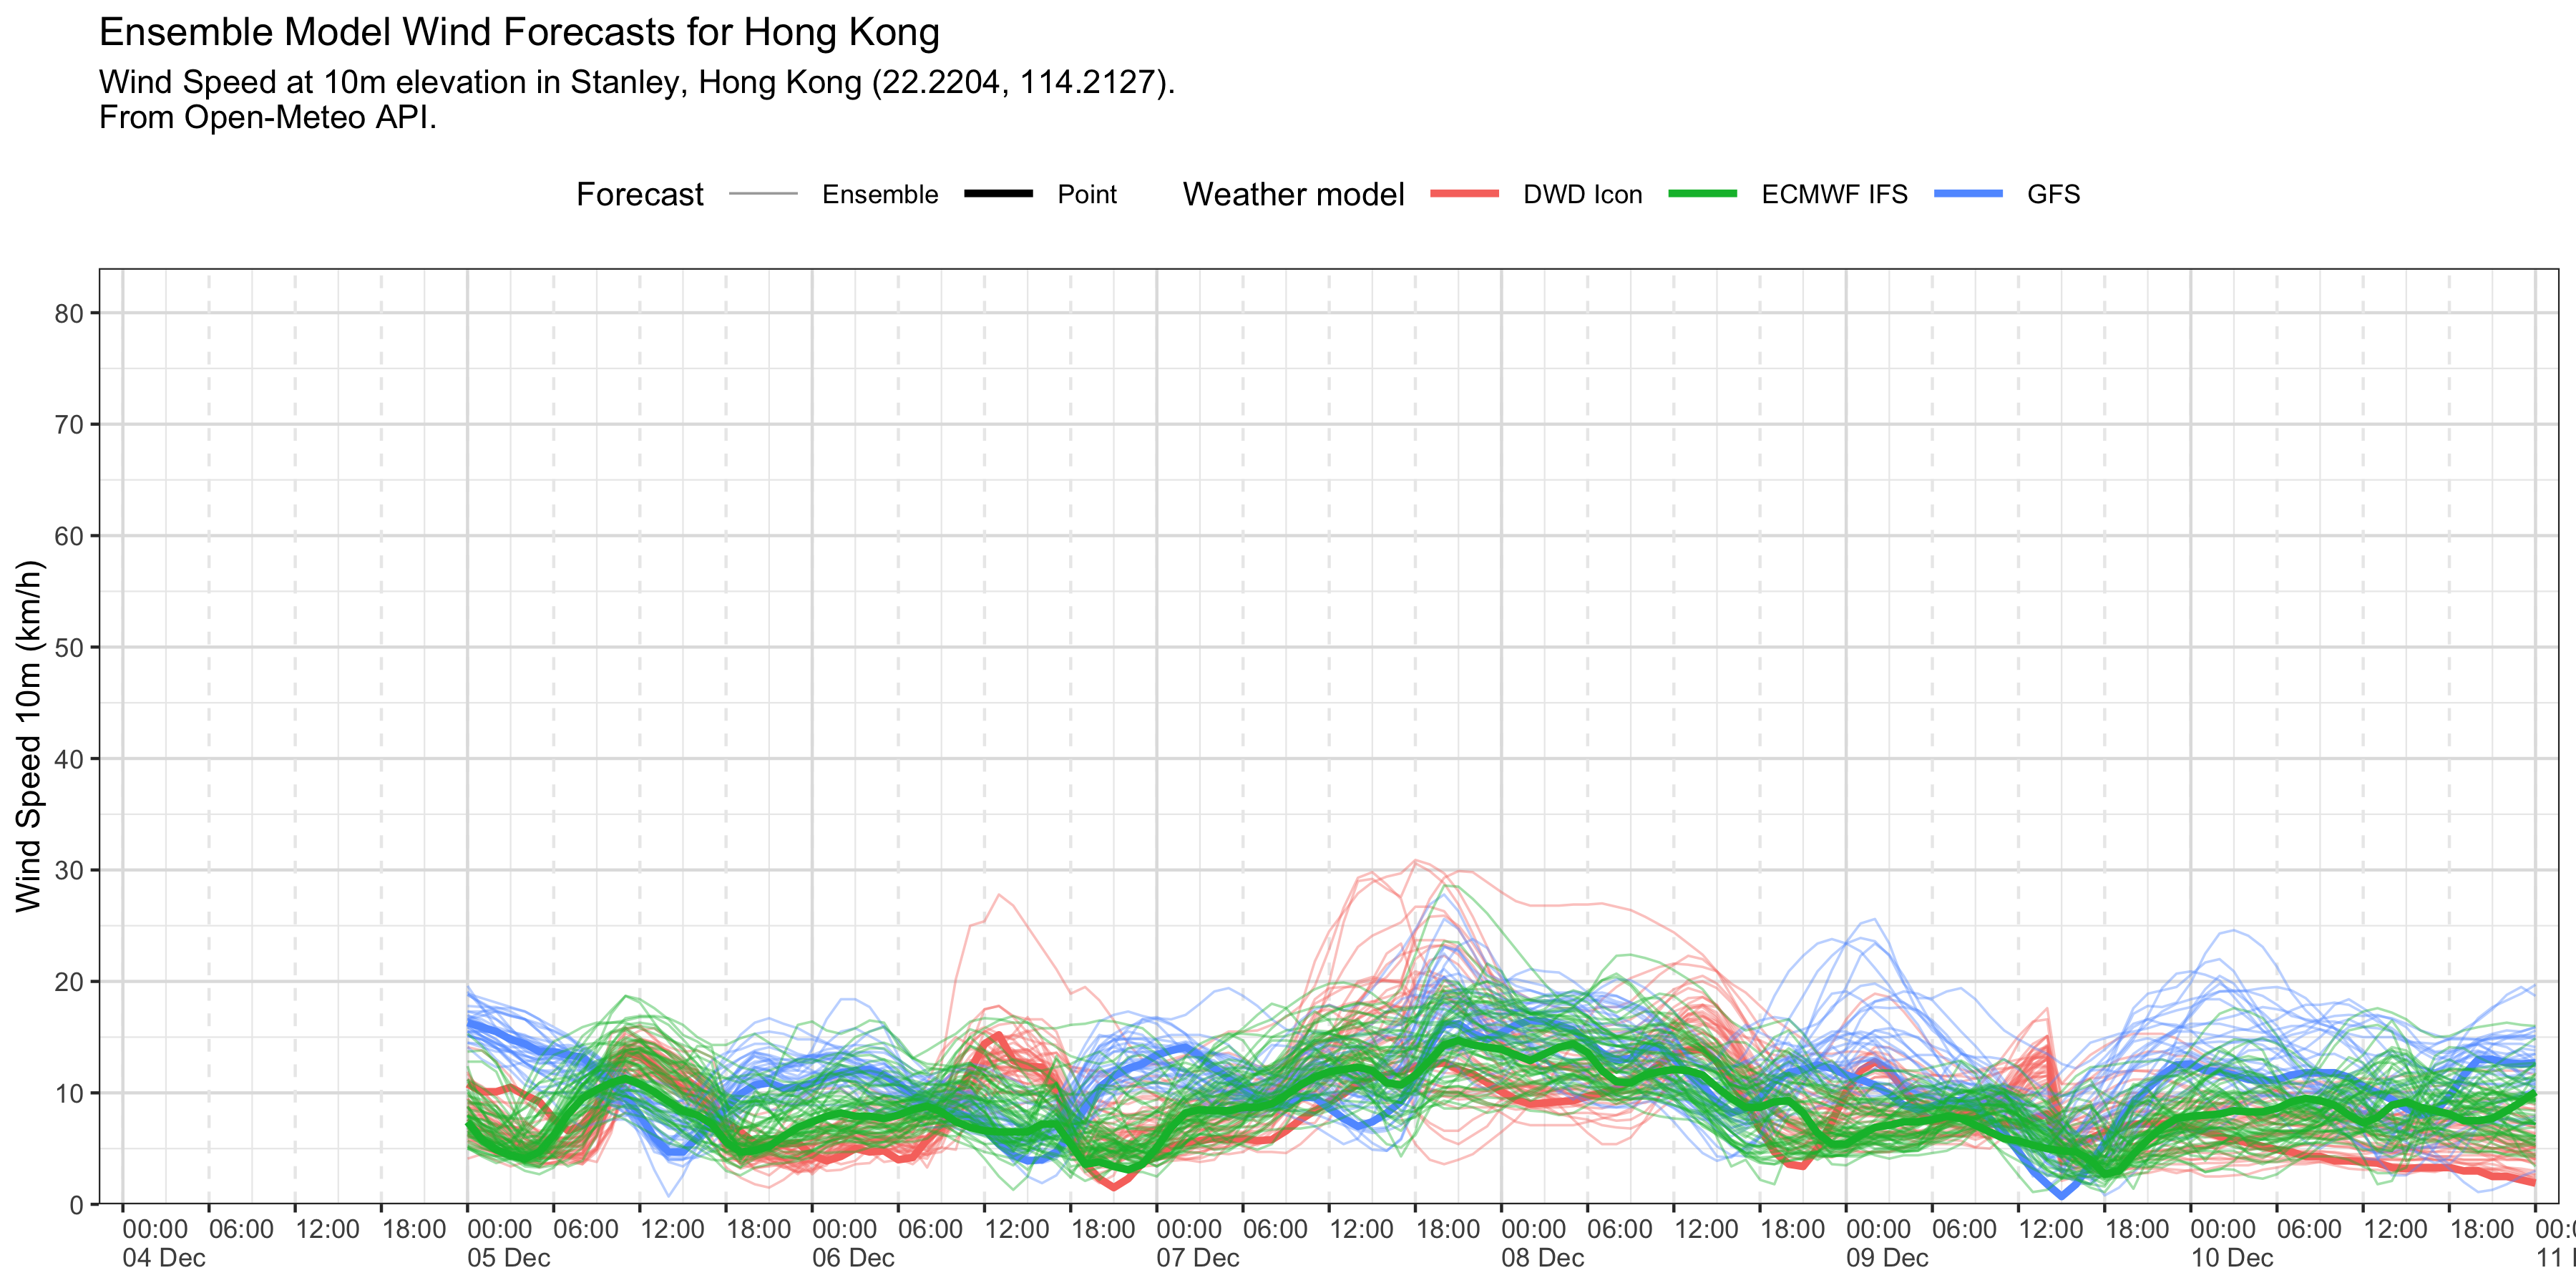 Ensemble Model Wind Forecasts for Hong Kong
Wind Speed at 10m elevation in Stanley, Hong Kong (22.2204, 114.2127).
From Open-Meteo API.
Forecast Ensemble Point Weather model DWD Icon ECMWF IFS GFS
Wind Speed 10m (km/h)
80
70
60
50
40
30
20
10
0
00:00 06:00 12:00 18:00 00:00 06:00 12:00 18:00 00:00 06:00 12:00 18:00 00:00 06:00 12:00 18:00 00:00 06:00 12:00 18:00 00:00 06:00 12:00 18:00 00:00 06:00 12:00 18:00 00:0
04 Dec 05 Dec 06 Dec 07 Dec 08 Dec 09 Dec 10 Dec 11